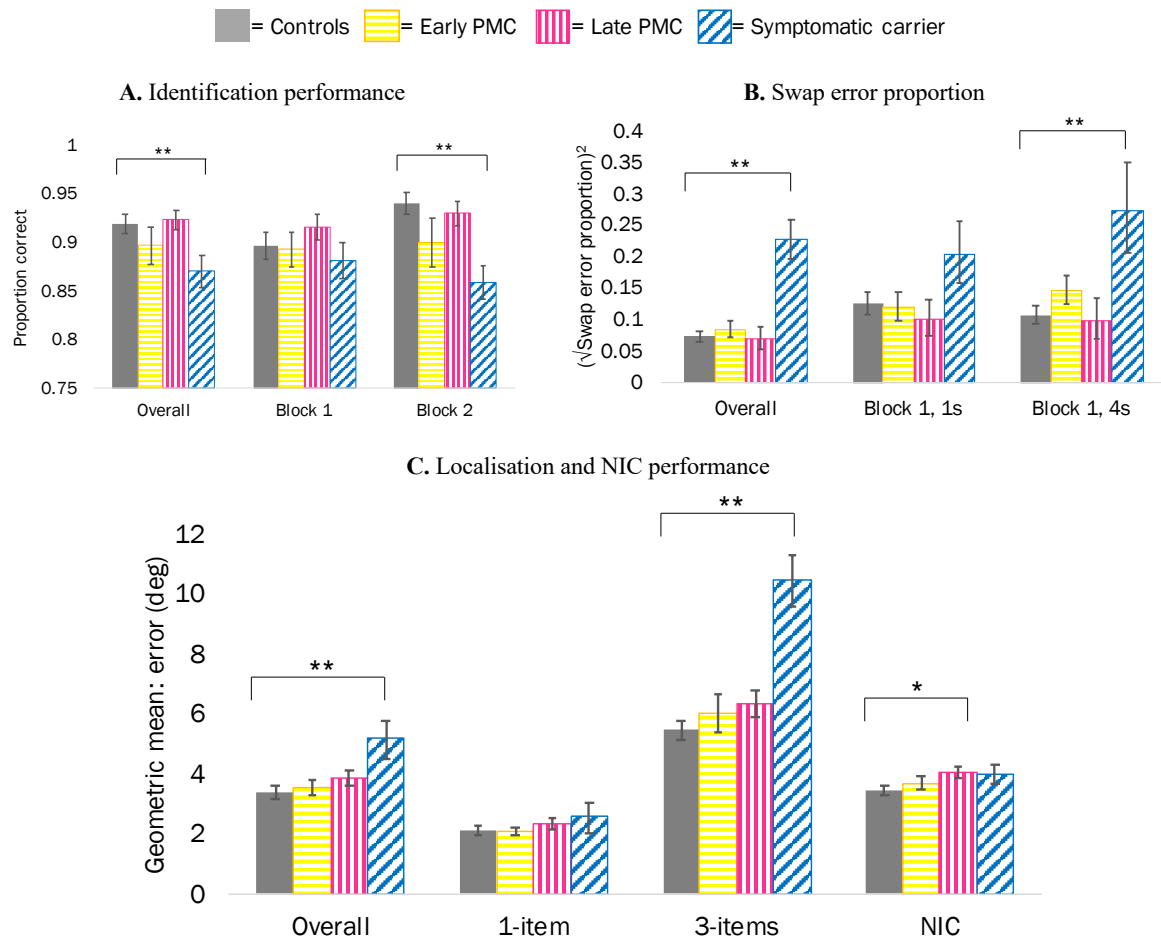 = Controls = Early PMC = Late PMC = Symptomatic carrier
A. Identification performance
Proportion correct
1
0.95
0.9
0.85
0.8
0.75
**
**
Overall Block 1 Block 2
B. Swap error proportion
(√Swap error proportion)²
0.4
0.35
0.3
0.25
0.2
0.15
0.1
0.05
0
**
**
Overall Block 1, 1s Block 1, 4s
C. Localisation and NIC performance
Geometric mean: error (deg)
12
10
8
6
4
2
0
**
**
*
Overall 1-item 3-items NIC